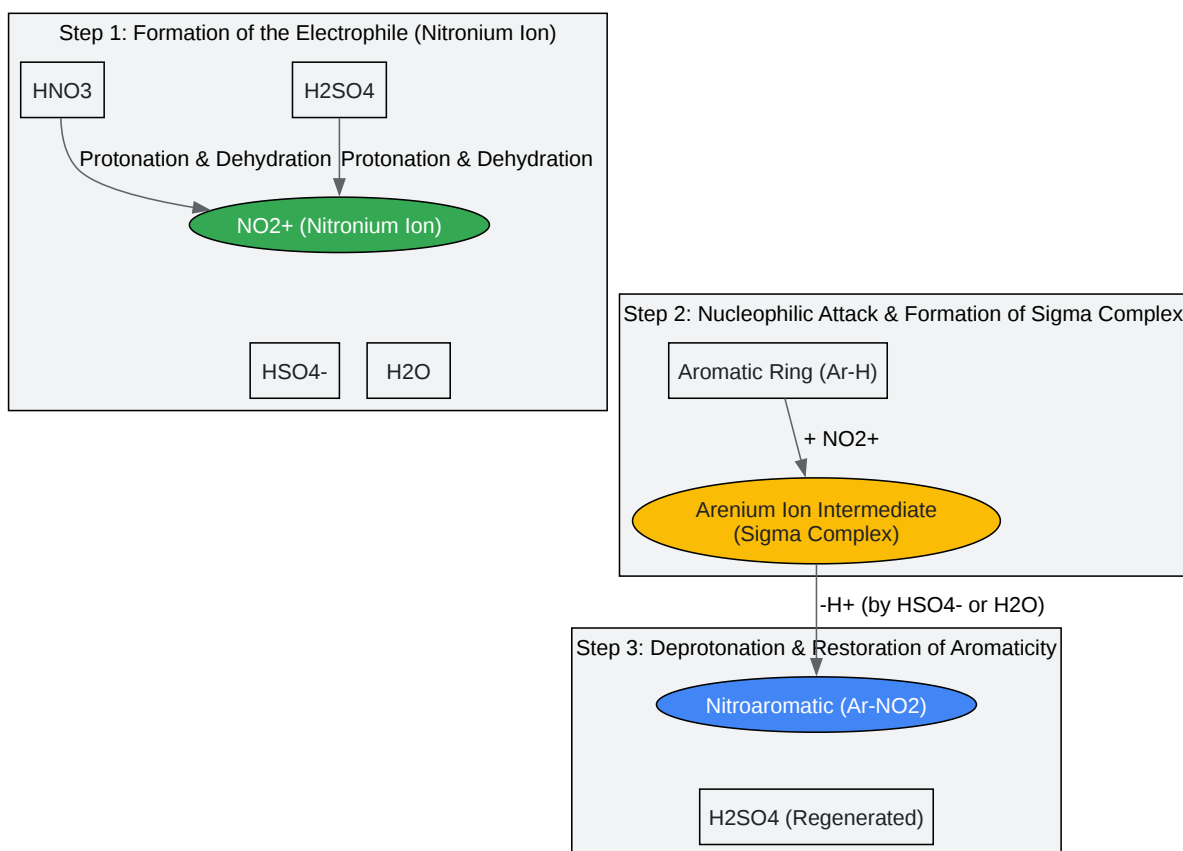 Step 1: Formation of the Electrophile (Nitronium Ion)
HNO3
H2SO4
Protonation & Dehydration
Protonation & Dehydration
NO2+ (Nitronium Ion)
HSO4-
H2O
Step 2: Nucleophilic Attack & Formation of Sigma Complex
Aromatic Ring (Ar-H)
+ NO2+
Arenium Ion Intermediate
(Sigma Complex)
-H+ (by HSO4- or H2O)
Step 3: Deprotonation & Restoration of Aromaticity
Nitroaromatic (Ar-NO2)
H2SO4 (Regenerated)